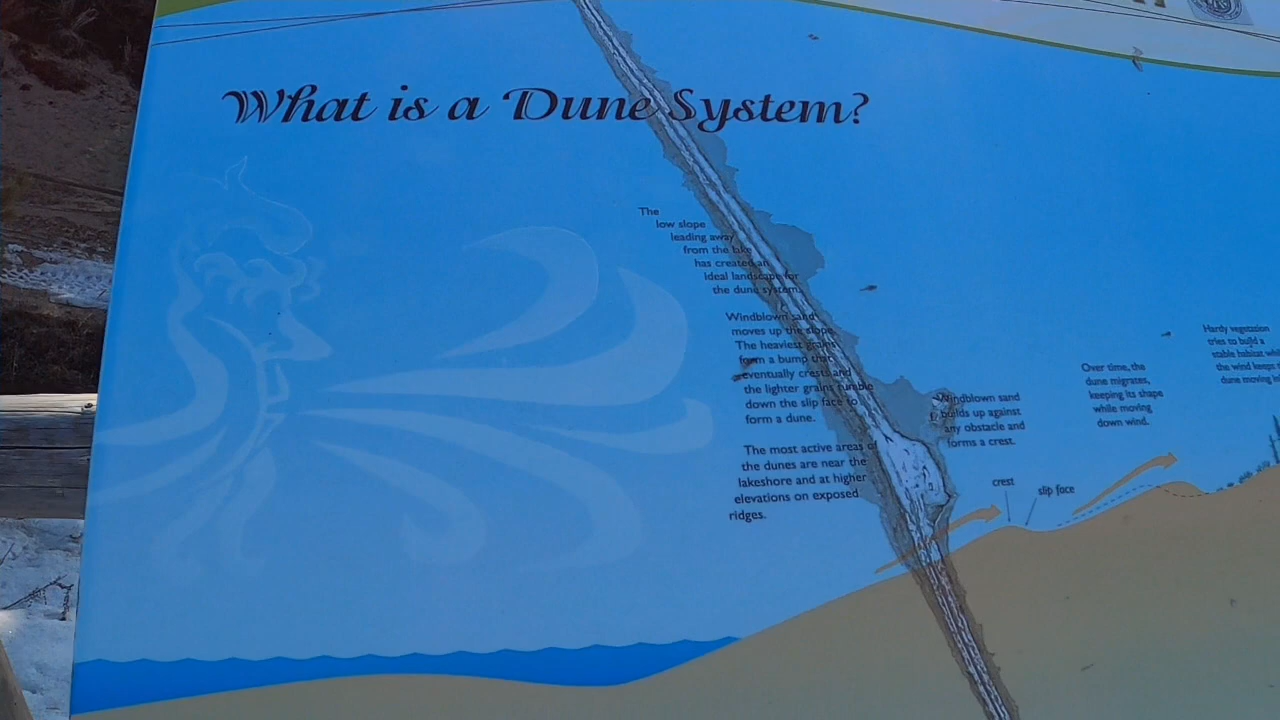 What is a Dune System?
The
low slope
leading away
from the lake
has created an
ideal landscape for
the dune system.
Windblown sand
moves up the slope.
The heaviest grains
form a bump that
eventually crests and
the lighter grains tumble
down the slip face to
form a dune.
The most active areas of
the dunes are near the
lakeshore and at higher
elevations on exposed
ridges.
Windblown sand
builds up against
any obstacle and
forms a crest.
crest
slip face
Over time, the
dune migrates,
keeping its shape
while moving
down wind.
Hardy vegetation
tries to build a
stable habitat
the wind keeps
dune moving